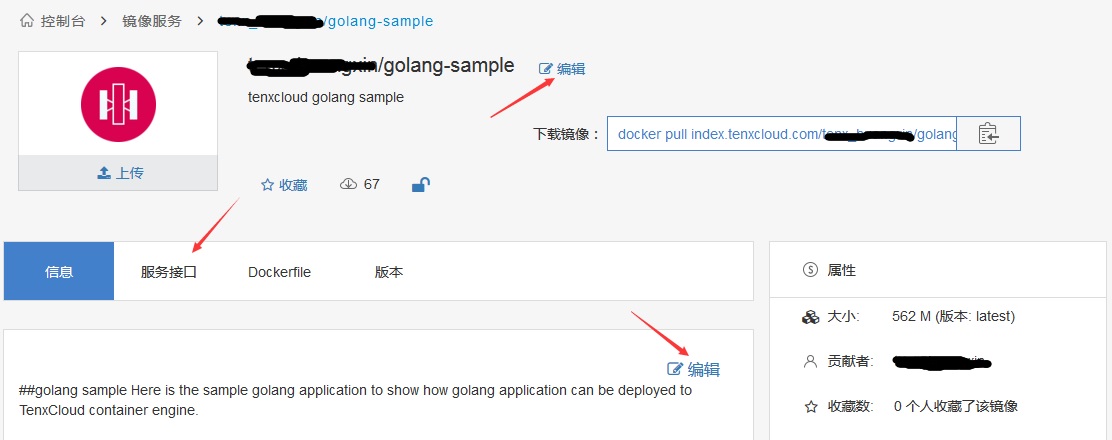 控制台 > 镜像服务 > /golang-sample
/golang-sample 编辑
tenxcloud golang sample
下载镜像： docker pull index.tenxcloud.com/ /golang
上传
收藏 67
信息 服务接口 Dockerfile 版本
编辑
##golang sample Here is the sample golang application to show how golang application can be deployed to
TenxCloud container engine.
属性
大小: 562 M (版本: latest)
贡献者:
收藏数: 0 个人收藏了该镜像